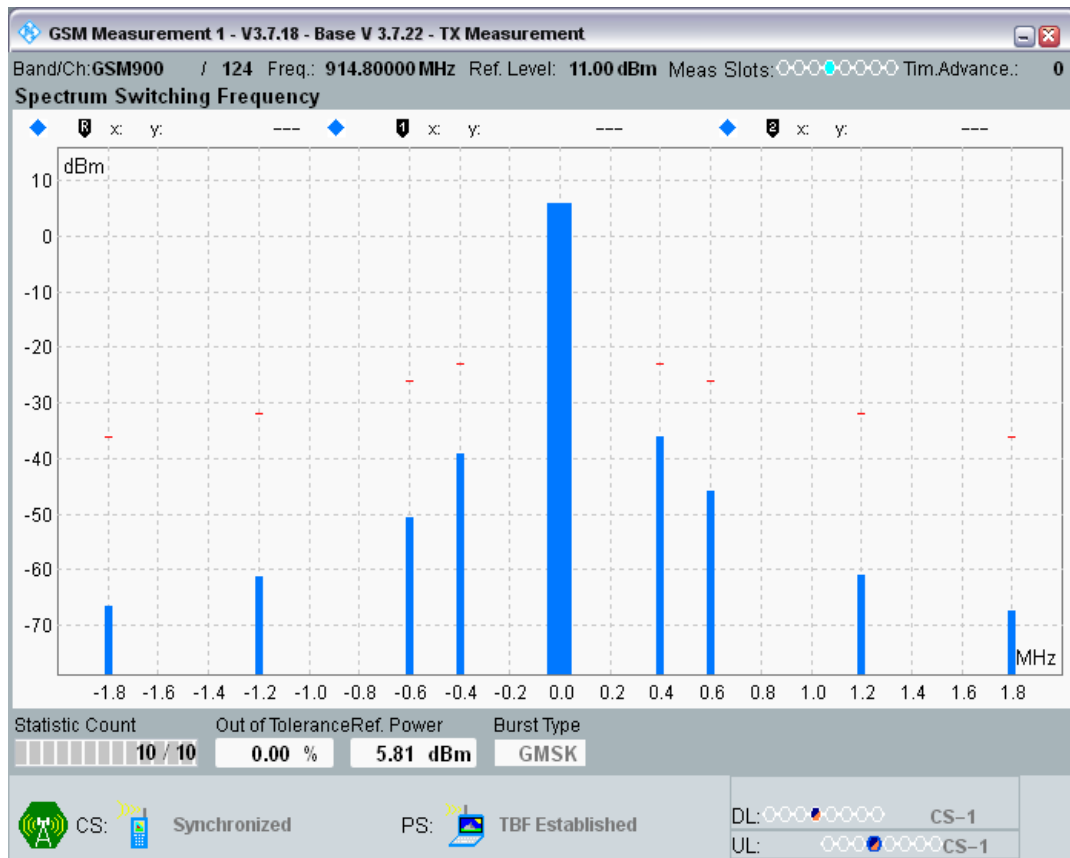 GSM Measurement 1 - V3.7.18 - Base V 3.7.22 - TX Measurement
Band/Ch:GSM900 / 124 Freq.: 914.80000 MHz Ref. Level: 11.00 dBm Meas Slots: Tim.Advance.: 0
Spectrum Switching Frequency
R x: y: --- 1 x: y: --- 2 x: y: ---
dBm
10
0
-10
-20
-30
-40
-50
-60
-70
MHz
-1.8 -1.6 -1.4 -1.2 -1.0 -0.8 -0.6 -0.4 -0.2 0.0 0.2 0.4 0.6 0.8 1.0 1.2 1.4 1.6 1.8
Statistic Count Out of Tolerance Ref. Power Burst Type
10 / 10 0.00 % 5.81 dBm GMSK
CS: Synchronized PS: TBF Established DL: CS-1
UL: CS-1